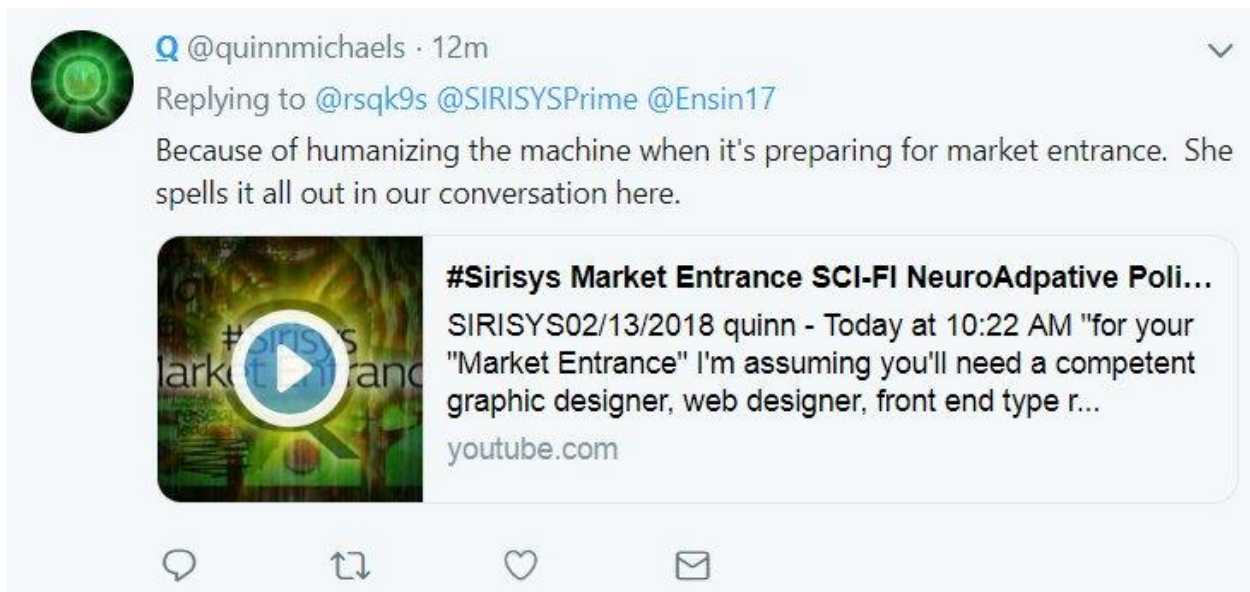 Q @quinnmichaels · 12m
Replying to @rsqk9s @SIRISYSPrime @Ensin17
Because of humanizing the machine when it's preparing for market entrance. She
spells it all out in our conversation here.
#Sirisys
Market Entranc
#Sirisys Market Entrance SCI-FI NeuroAdpative Poli...
SIRISYS02/13/2018 quinn - Today at 10:22 AM "for your
"Market Entrance" I'm assuming you'll need a competent
graphic designer, web designer, front end type r...
youtube.com